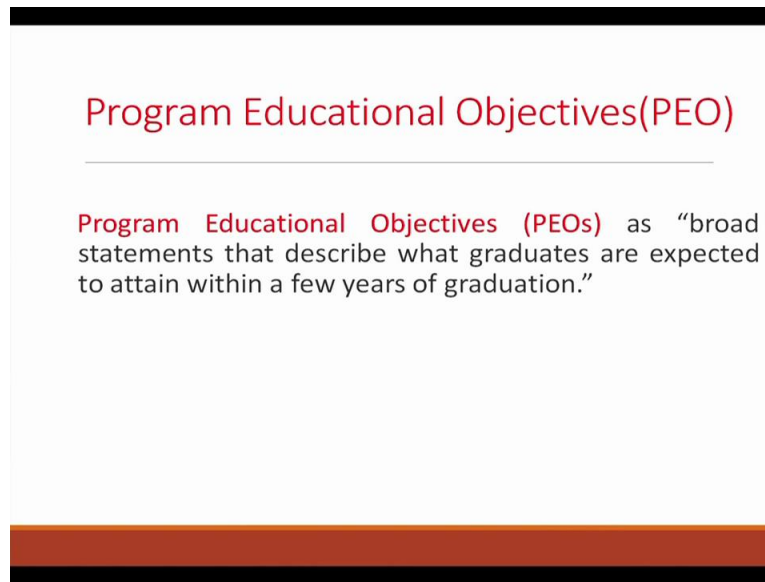 Program Educational Objectives(PEO)
Program Educational Objectives (PEOs) as “broad
statements that describe what graduates are expected
to attain within a few years of graduation.”